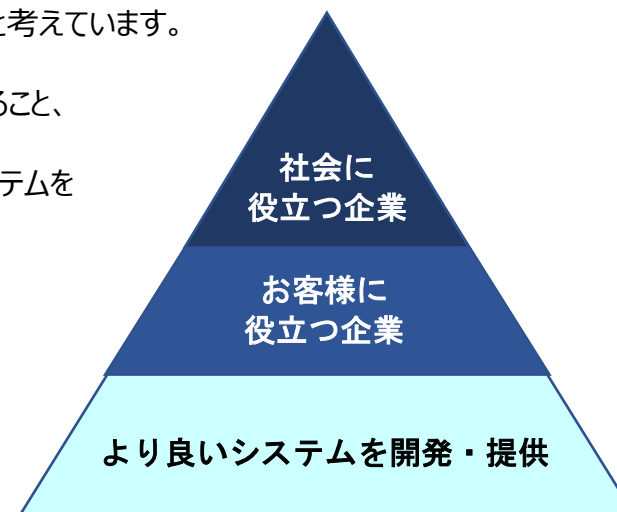 と考えています。
ること、
テムを
社会に
役立つ企業
お客様に
役立つ企業
より良いシステムを開発・提供